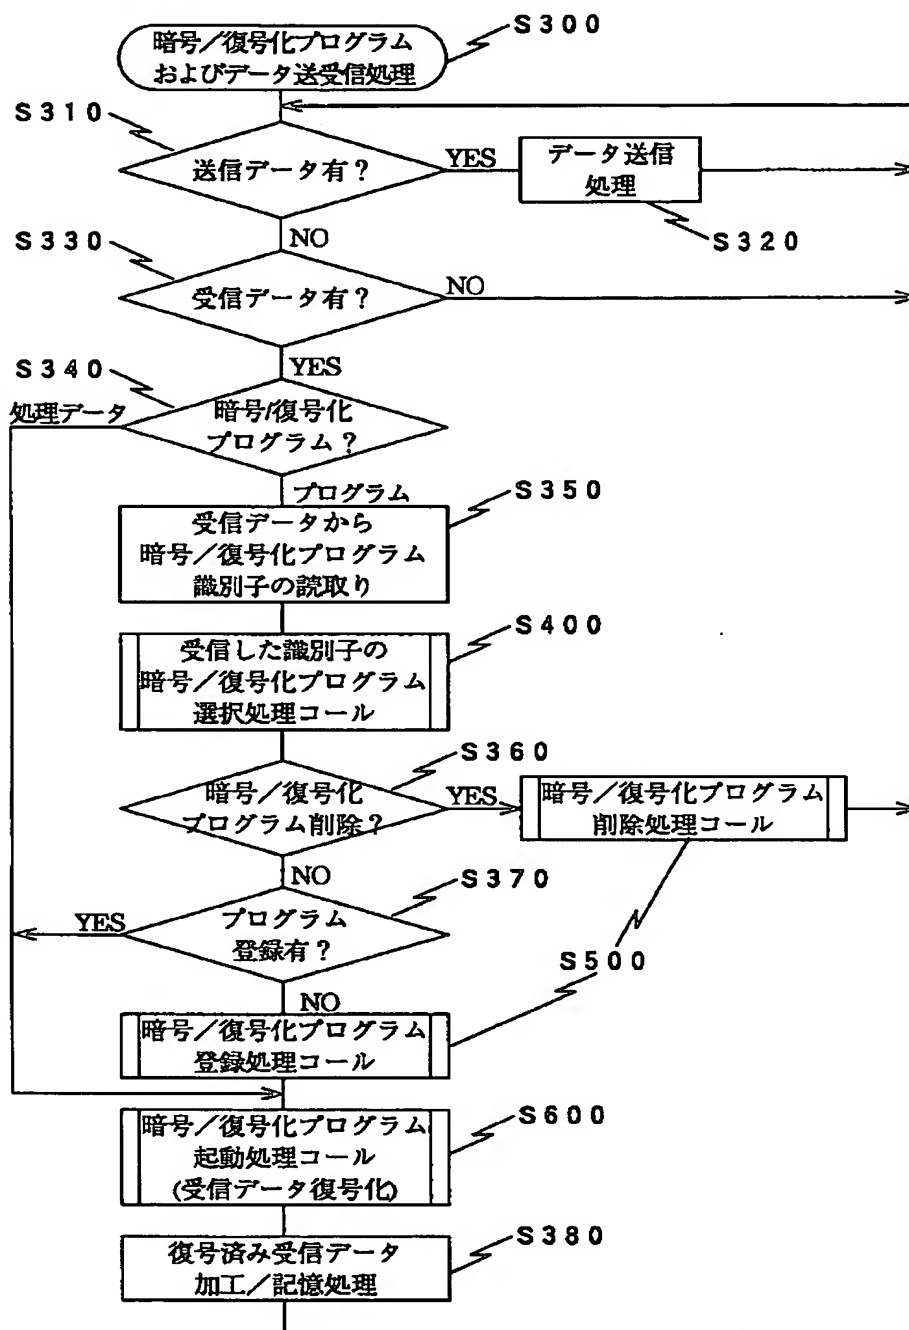 S300
暗号／復号化プログラム
およびデータ送受信処理
S310
送信データ有？
YES
データ送信
処理
S320
NO
S330
受信データ有？
NO
YES
S340
処理データ
暗号/復号化
プログラム？
プログラム
S350
受信データから
暗号／復号化プログラム
識別子の読取り
S400
受信した識別子の
暗号／復号化プログラム
選択処理コール
S360
暗号／復号化
プログラム削除？
YES
暗号／復号化プログラム
削除処理コール
NO
S370
プログラム
登録有？
YES
S500
NO
暗号／復号化プログラム
登録処理コール
S600
暗号／復号化プログラム
起動処理コール
(受信データ復号化)
S380
復号済み受信データ
加工／記憶処理